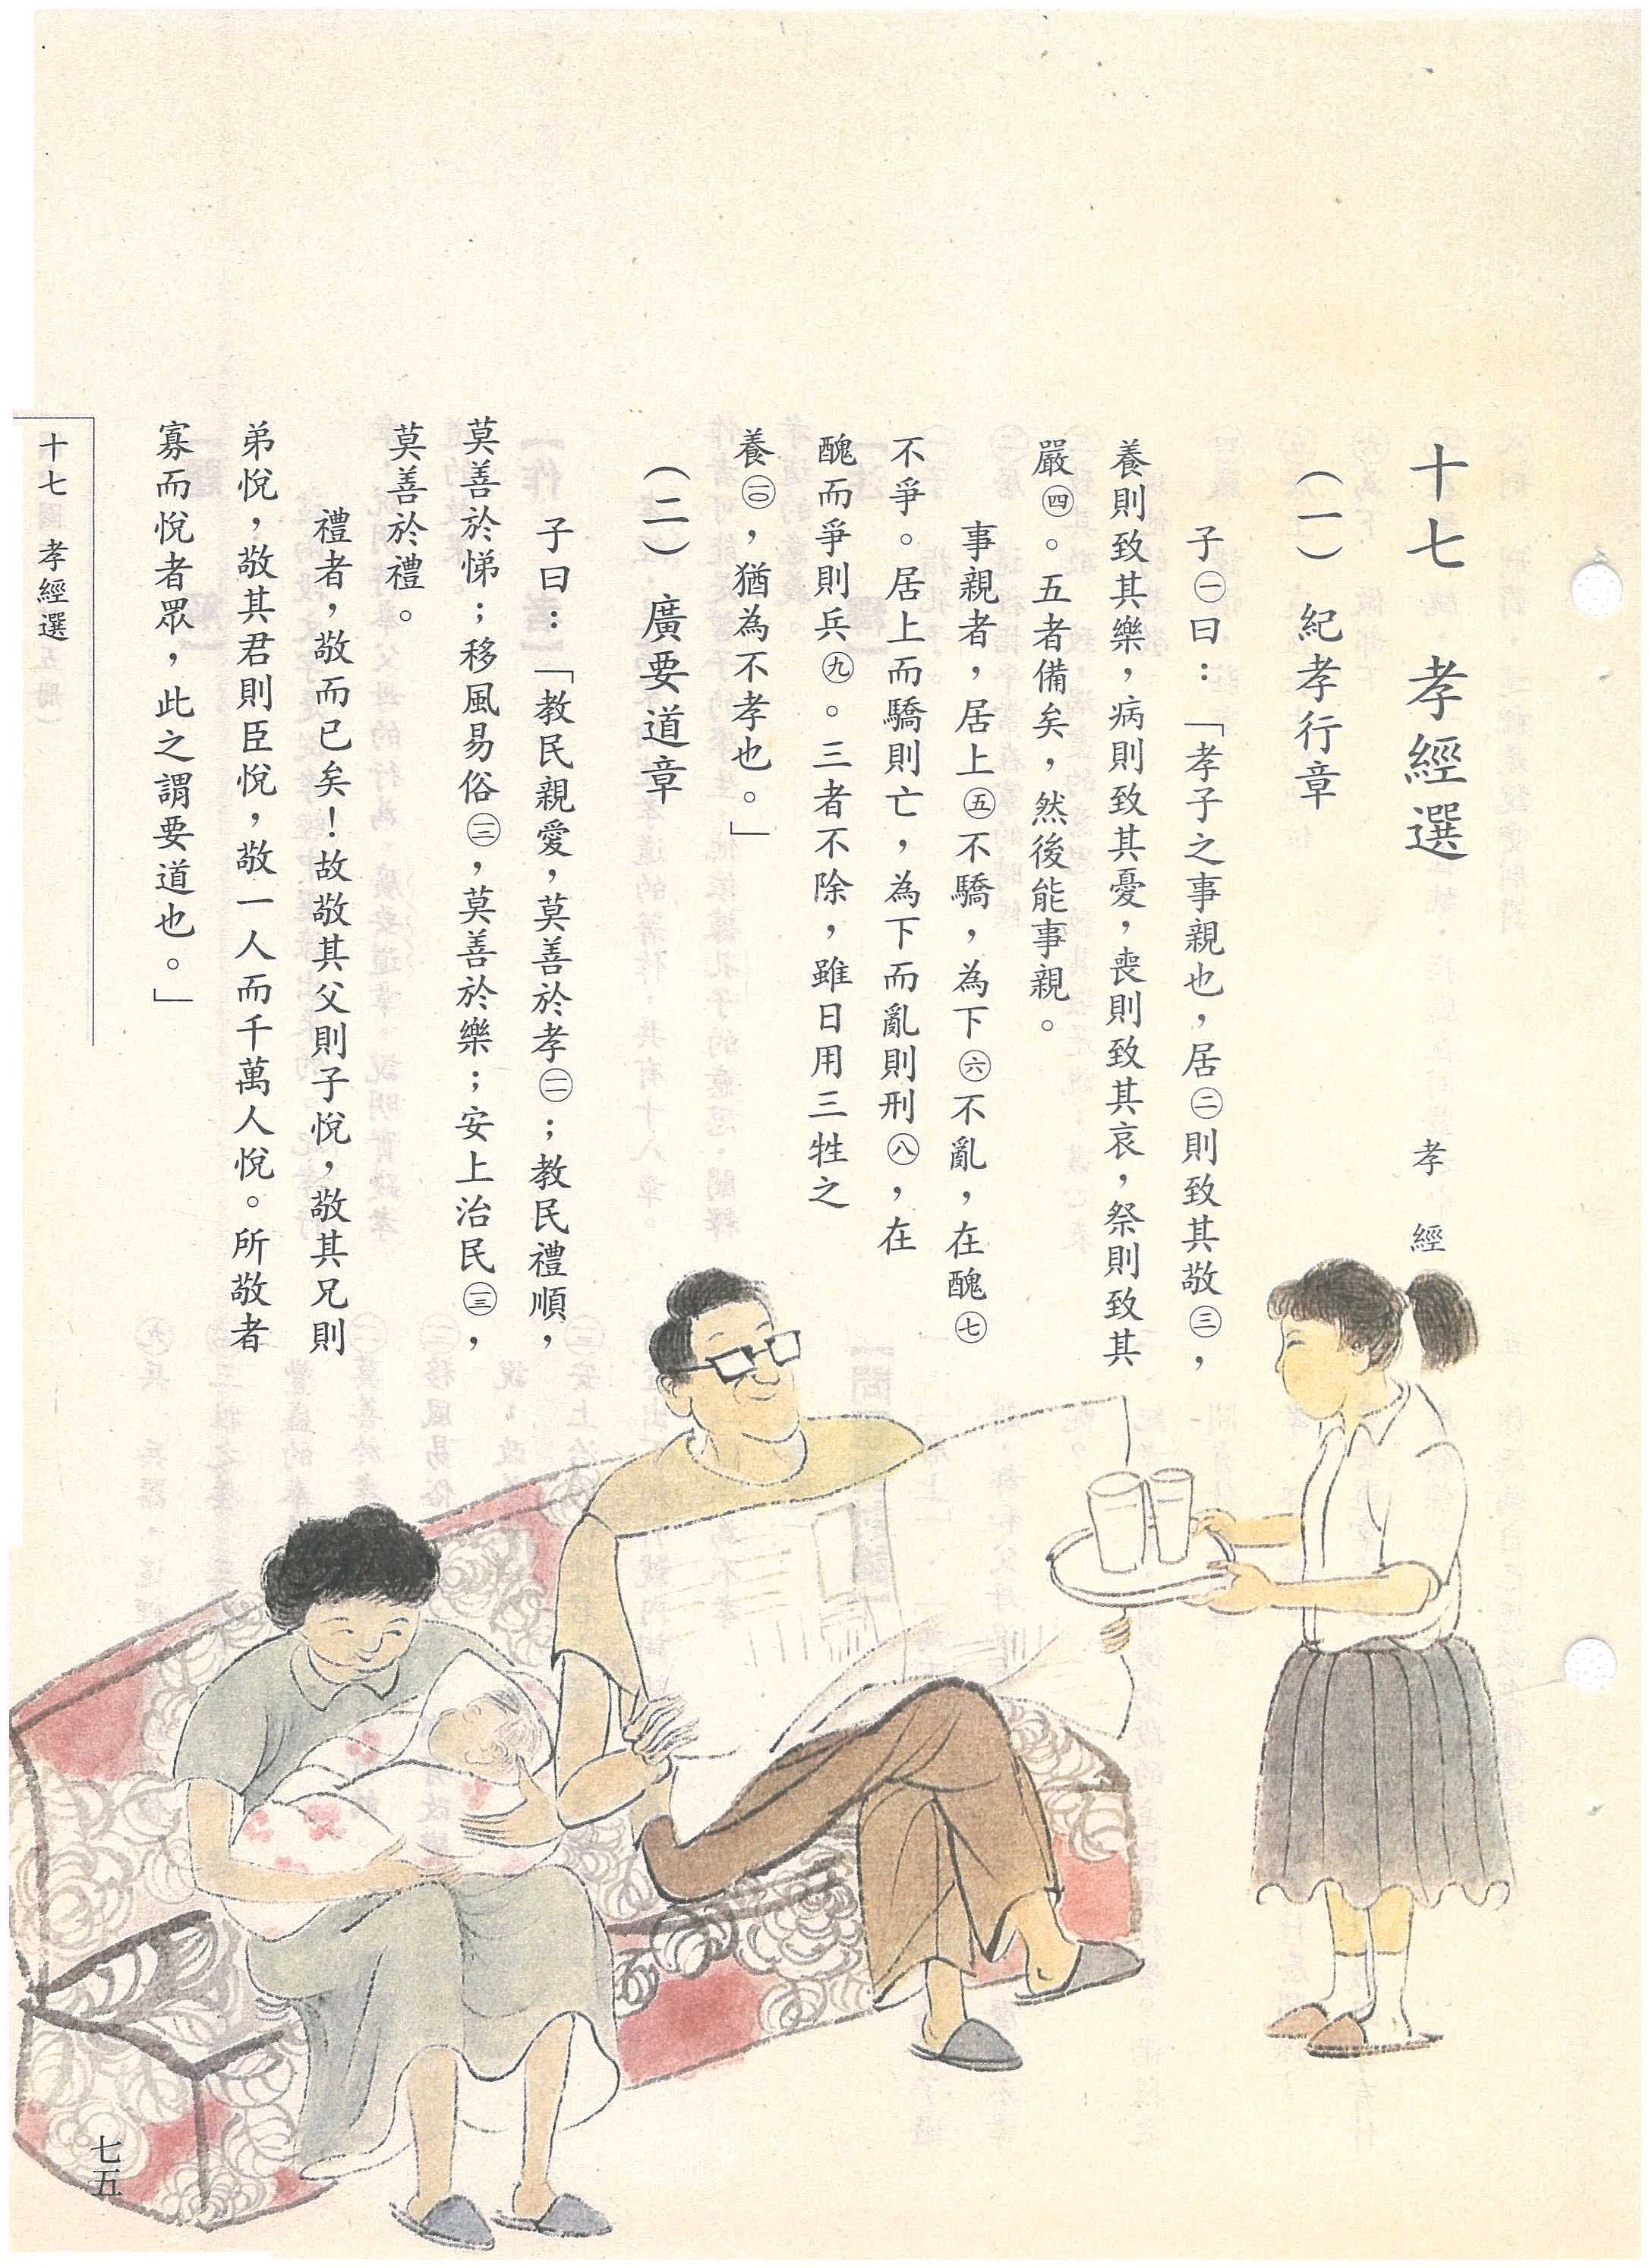 十七 孝經選
孝經
（一） 紀孝行章
子㊀曰：「孝子之事親也，居㊁則致其敬㊂，
養則致其樂，病則致其憂，喪則致其哀，祭則致其
嚴㊃。五者備矣，然後能事親。
事親者，居上㊄不驕，為下㊅不亂，在醜㊆
不爭。居上而驕則亡，為下而亂則刑㊇，在
醜而爭則兵㊈。三者不除，雖日用三牲之
養(一〇)，猶為不孝也。」
（二） 廣要道章
子曰：「教民親愛，莫善於孝(一一)；教民禮順，
莫善於悌；移風易俗(一二)，莫善於樂；安上治民(一三)，
莫善於禮。
禮者，敬而已矣！故敬其父則子悅，敬其兄則
弟悅，敬其君則臣悅，敬一人而千萬人悅。所敬者
寡而悅者眾，此之謂要道也。」
十七 孝經選
七五